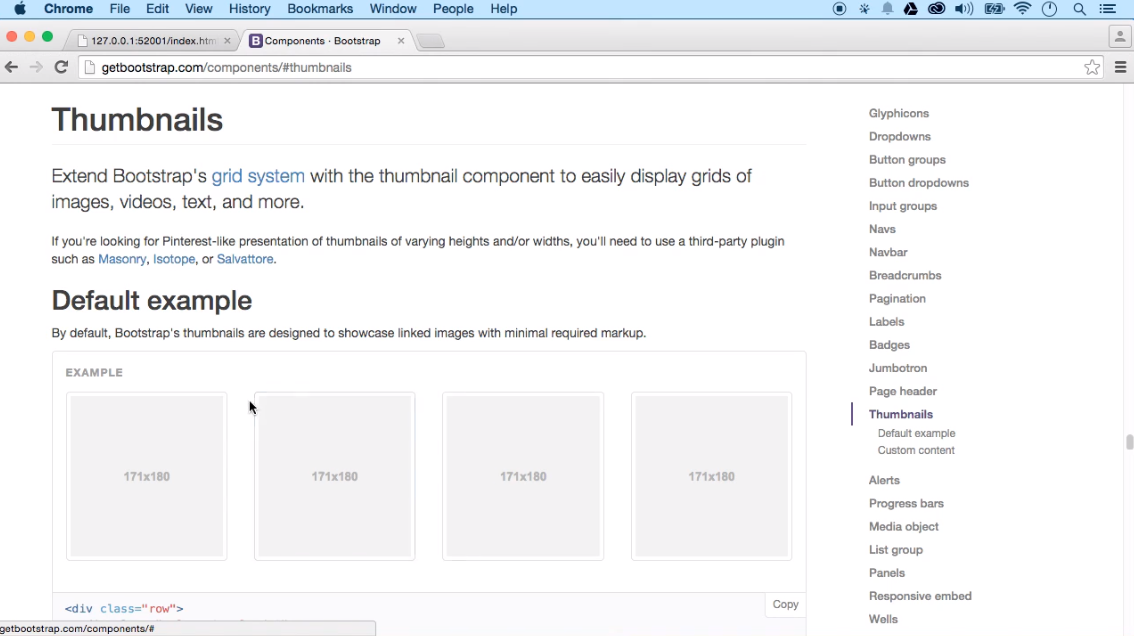 Chrome File Edit View History Bookmarks Window People Help
127.0.0.1:52001/index.htm
Components · Bootstrap
getbootstrap.com/components/#thumbnails
Thumbnails
Extend Bootstrap's grid system with the thumbnail component to easily display grids of
images, videos, text, and more.
If you're looking for Pinterest-like presentation of thumbnails of varying heights and/or widths, you'll need to use a third-party plugin
such as Masonry, Isotope, or Salvattore.
Default example
By default, Bootstrap's thumbnails are designed to showcase linked images with minimal required markup.
EXAMPLE
171x180 171x180 171x180 171x180
<div class="row">
Copy
getbootstrap.com/components/#
Glyphicons
Dropdowns
Button groups
Button dropdowns
Input groups
Navs
Navbar
Breadcrumbs
Pagination
Labels
Badges
Jumbotron
Page header
Thumbnails
Default example
Custom content
Alerts
Progress bars
Media object
List group
Panels
Responsive embed
Wells